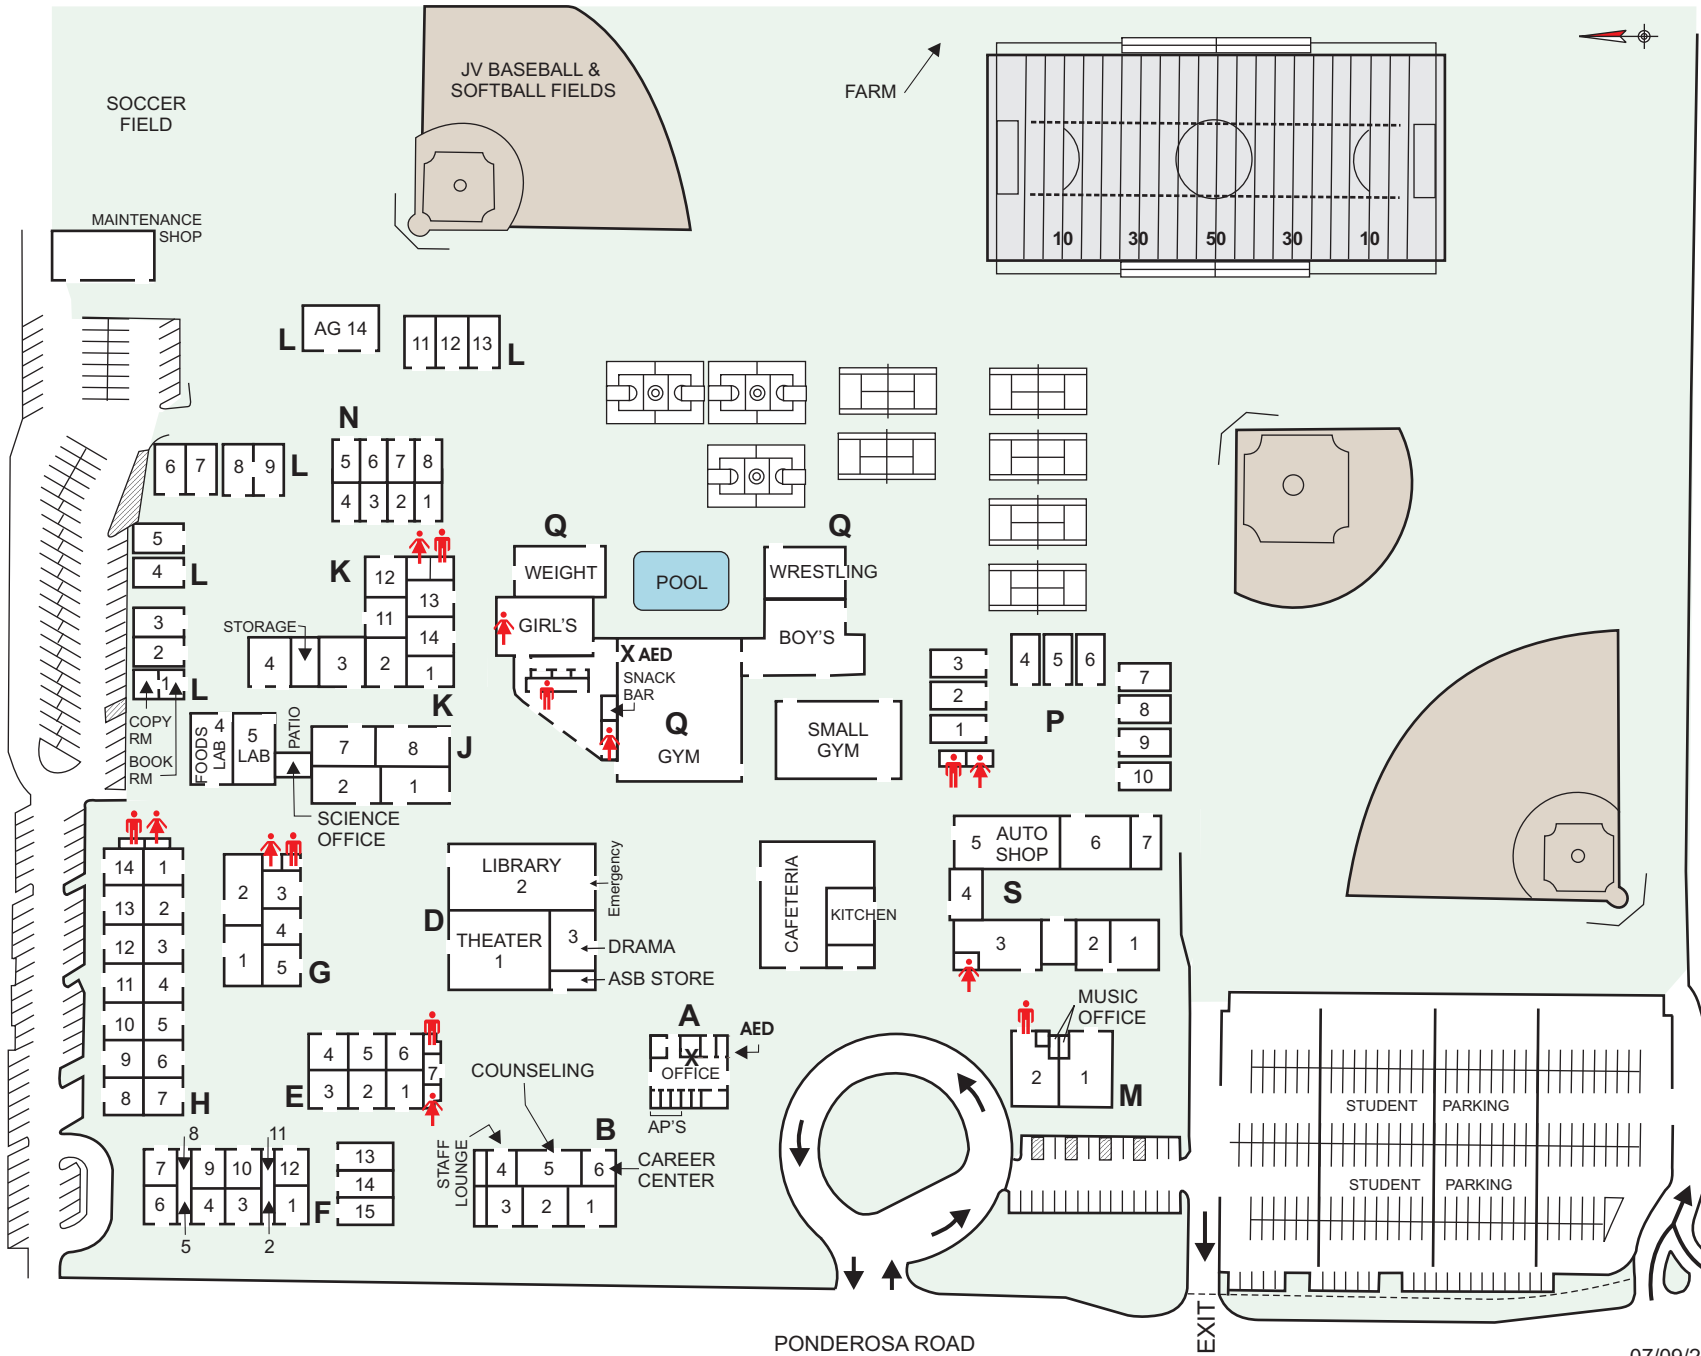 JV BASEBALL &
SOFTBALL FIELDS
SOCCER
FIELD
FARM
MAINTENANCE
SHOP
10 30 50 30 10
L
AG 14
11 12 13
L
N
5 6 7 8
4 3 2 1
6 7 8 9
L
5
4
L
3
2
1
L
COPY
RM
BOOK
RM
K
12
13
11
14
STORAGE
4 3 2 1
K
Q
WEIGHT
GIRL'S
POOL
Q
WRESTLING
BOY'S
X AED
SNACK
BAR
Q
GYM
SMALL
GYM
3
2
1
4 5 6
P
7
8
9
10
FOODS
LAB 4
5
LAB
PATIO
7 8
2 1
J
SCIENCE
OFFICE
14 1
13 2
12 3
11 4
10 5
9 6
8 7
H
2
3
4
1
5
G
LIBRARY
2
Emergency
D
THEATER
1
3
DRAMA
ASB STORE
CAFETERIA
KITCHEN
5
AUTO
SHOP
6 7
4
S
3 2 1
MUSIC
OFFICE
2 1
M
A
AED
X
OFFICE
AP'S
4 5 6
7
3 2 1
E
COUNSELING
B
STAFF
LOUNGE
4 5 6
CAREER
CENTER
3 2 1
8 11
7 9 10 12
6 4 3 1
5 2
F
13
14
15
STUDENT PARKING
STUDENT PARKING
EXIT
PONDEROSA ROAD
07/09/2